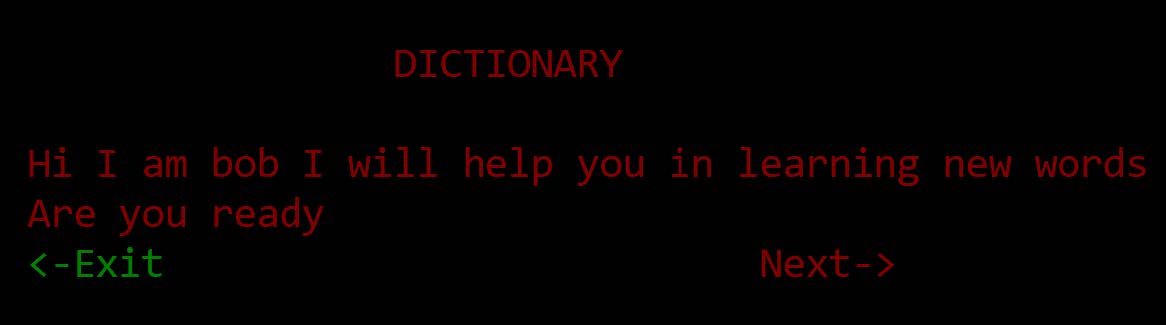 DICTIONARY
Hi I am bob I will help you in learning new words
Are you ready
<-Exit Next->